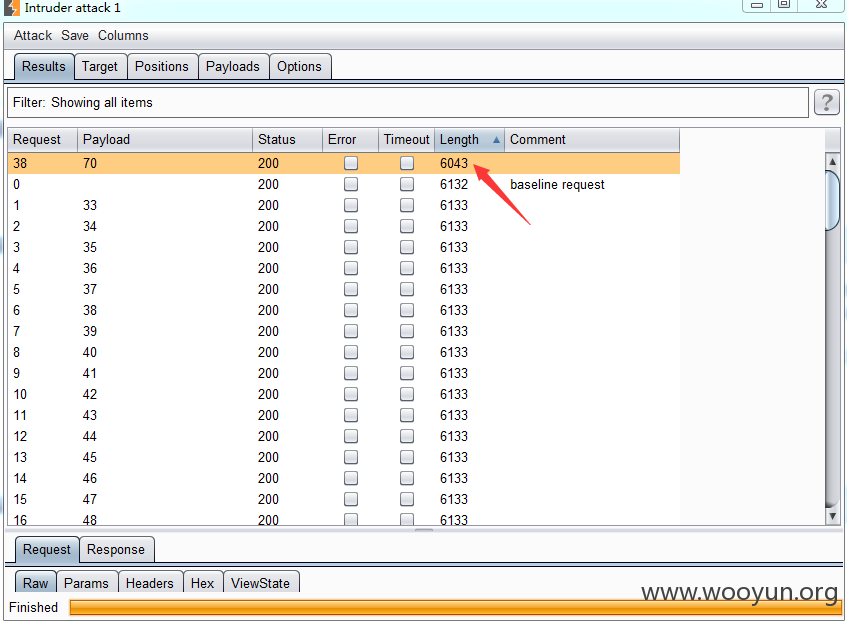 Intruder attack 1
Attack Save Columns
Results Target Positions Payloads Options
Filter: Showing all items ?
Request Payload Status Error Timeout Length Comment
38 70 200 6043
0 200 6132 baseline request
1 33 200 6133
2 34 200 6133
3 35 200 6133
4 36 200 6133
5 37 200 6133
6 38 200 6133
7 39 200 6133
8 40 200 6133
9 41 200 6133
10 42 200 6133
11 43 200 6133
12 44 200 6133
13 45 200 6133
14 46 200 6133
15 47 200 6133
16 48 200 6133
Request Response
Raw Params Headers Hex ViewState
www.wooyun.org
Finished